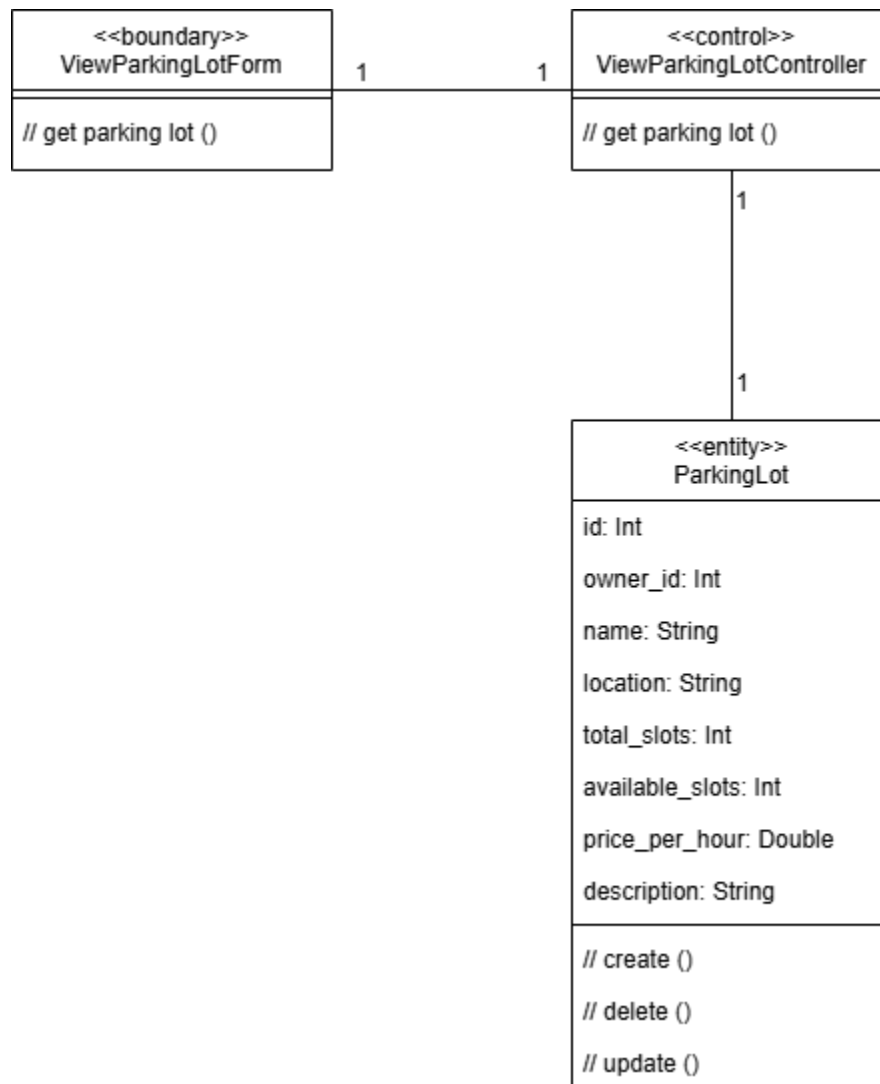 <<boundary>>
ViewParkingLotForm
// get parking lot ()
1
1
<<control>>
ViewParkingLotController
// get parking lot ()
1
1
<<entity>>
ParkingLot
id: Int
owner_id: Int
name: String
location: String
total_slots: Int
available_slots: Int
price_per_hour: Double
description: String
// create ()
// delete ()
// update ()